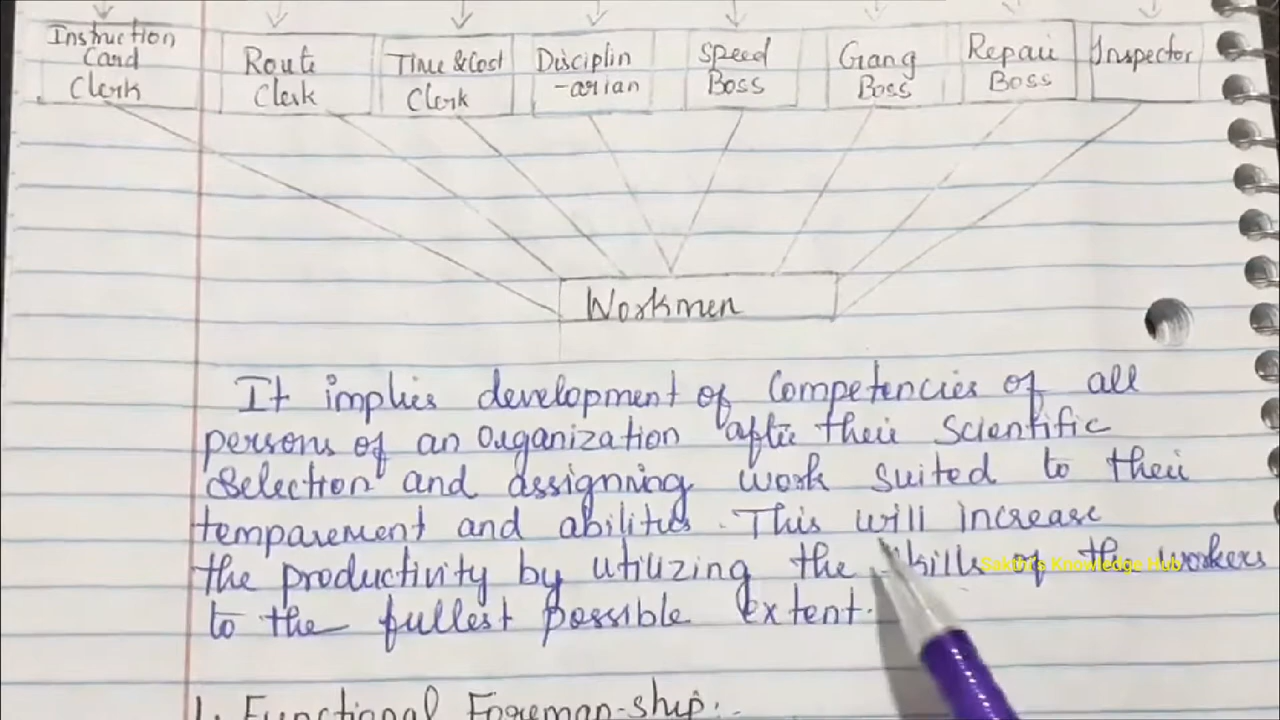 Instruction Card Clerk
Route Clerk
Time & Cost Clerk
Disciplin-arian
Speed Boss
Gang Boss
Repair Boss
Inspector
Workmen
It implies development of Competencies of all
persons of an Organization after their Scientific
Selection and assigning work suited to their
temparement and abilities. This will increase
the productivity by utilizing the skills of the workers
to the fullest possible extent.
Sakthi's Knowledge Hub
1. Functional Foreman-ship:-